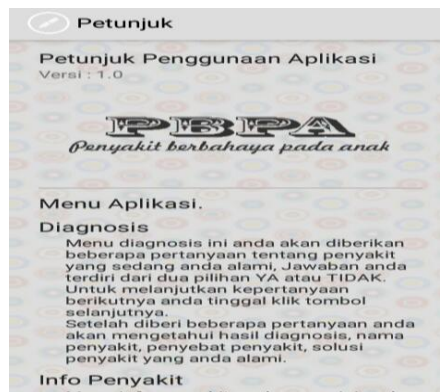 Petunjuk
Petunjuk Penggunaan Aplikasi
Versi : 1.0
PBPA
Penyakit berbahaya pada anak
Menu Aplikasi.
Diagnosis
Menu diagnosis ini anda akan diberikan
beberapa pertanyaan tentang penyakit
yang sedang anda alami, Jawaban anda
terdiri dari dua pilihan YA atau TIDAK.
Untuk melanjutkan kepertanyaan
berikutnya anda tinggal klik tombol
selanjutnya.
Setelah diberi beberapa pertanyaan anda
akan mengetahui hasil diagnosis, nama
penyakit, penyebat penyakit, solusi
penyakit yang anda alami.
Info Penyakit